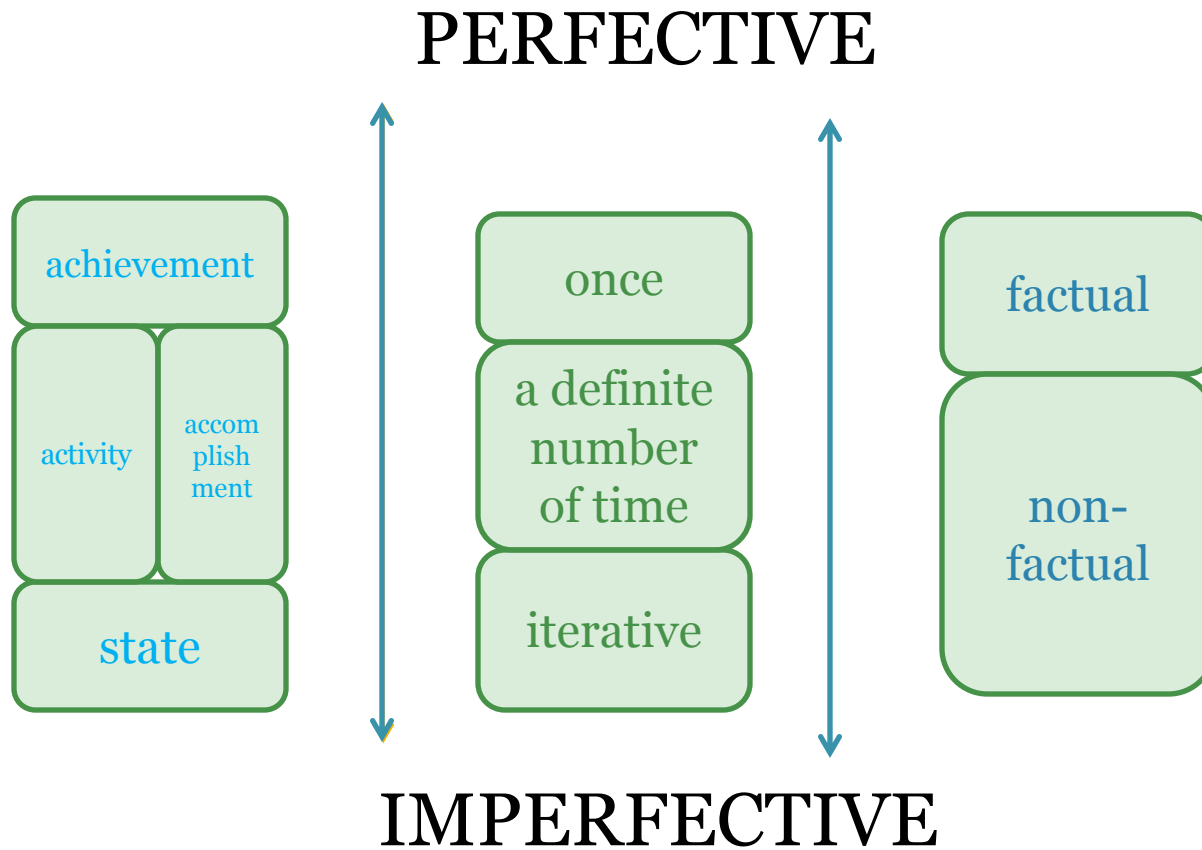 PERFECTIVE
achievement
activity
accom
plish
ment
state
once
a definite
number
of time
iterative
factual
non-
factual
IMPERFECTIVE